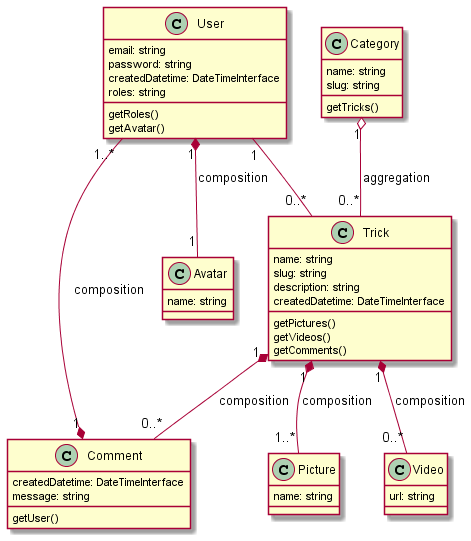 C User
email: string
password: string
createdDatetime: DateTimeInterface
roles: string
getRoles()
getAvatar()
C Category
name: string
slug: string
getTricks()
1..*
1
1
1
composition
aggregation
0..*
0..*
C Trick
name: string
slug: string
description: string
createdDatetime: DateTimeInterface
getPictures()
getVideos()
getComments()
1
C Avatar
name: string
composition
1
1
1
composition
composition
composition
1
0..*
1..*
0..*
C Comment
createdDatetime: DateTimeInterface
message: string
getUser()
C Picture
name: string
C Video
url: string